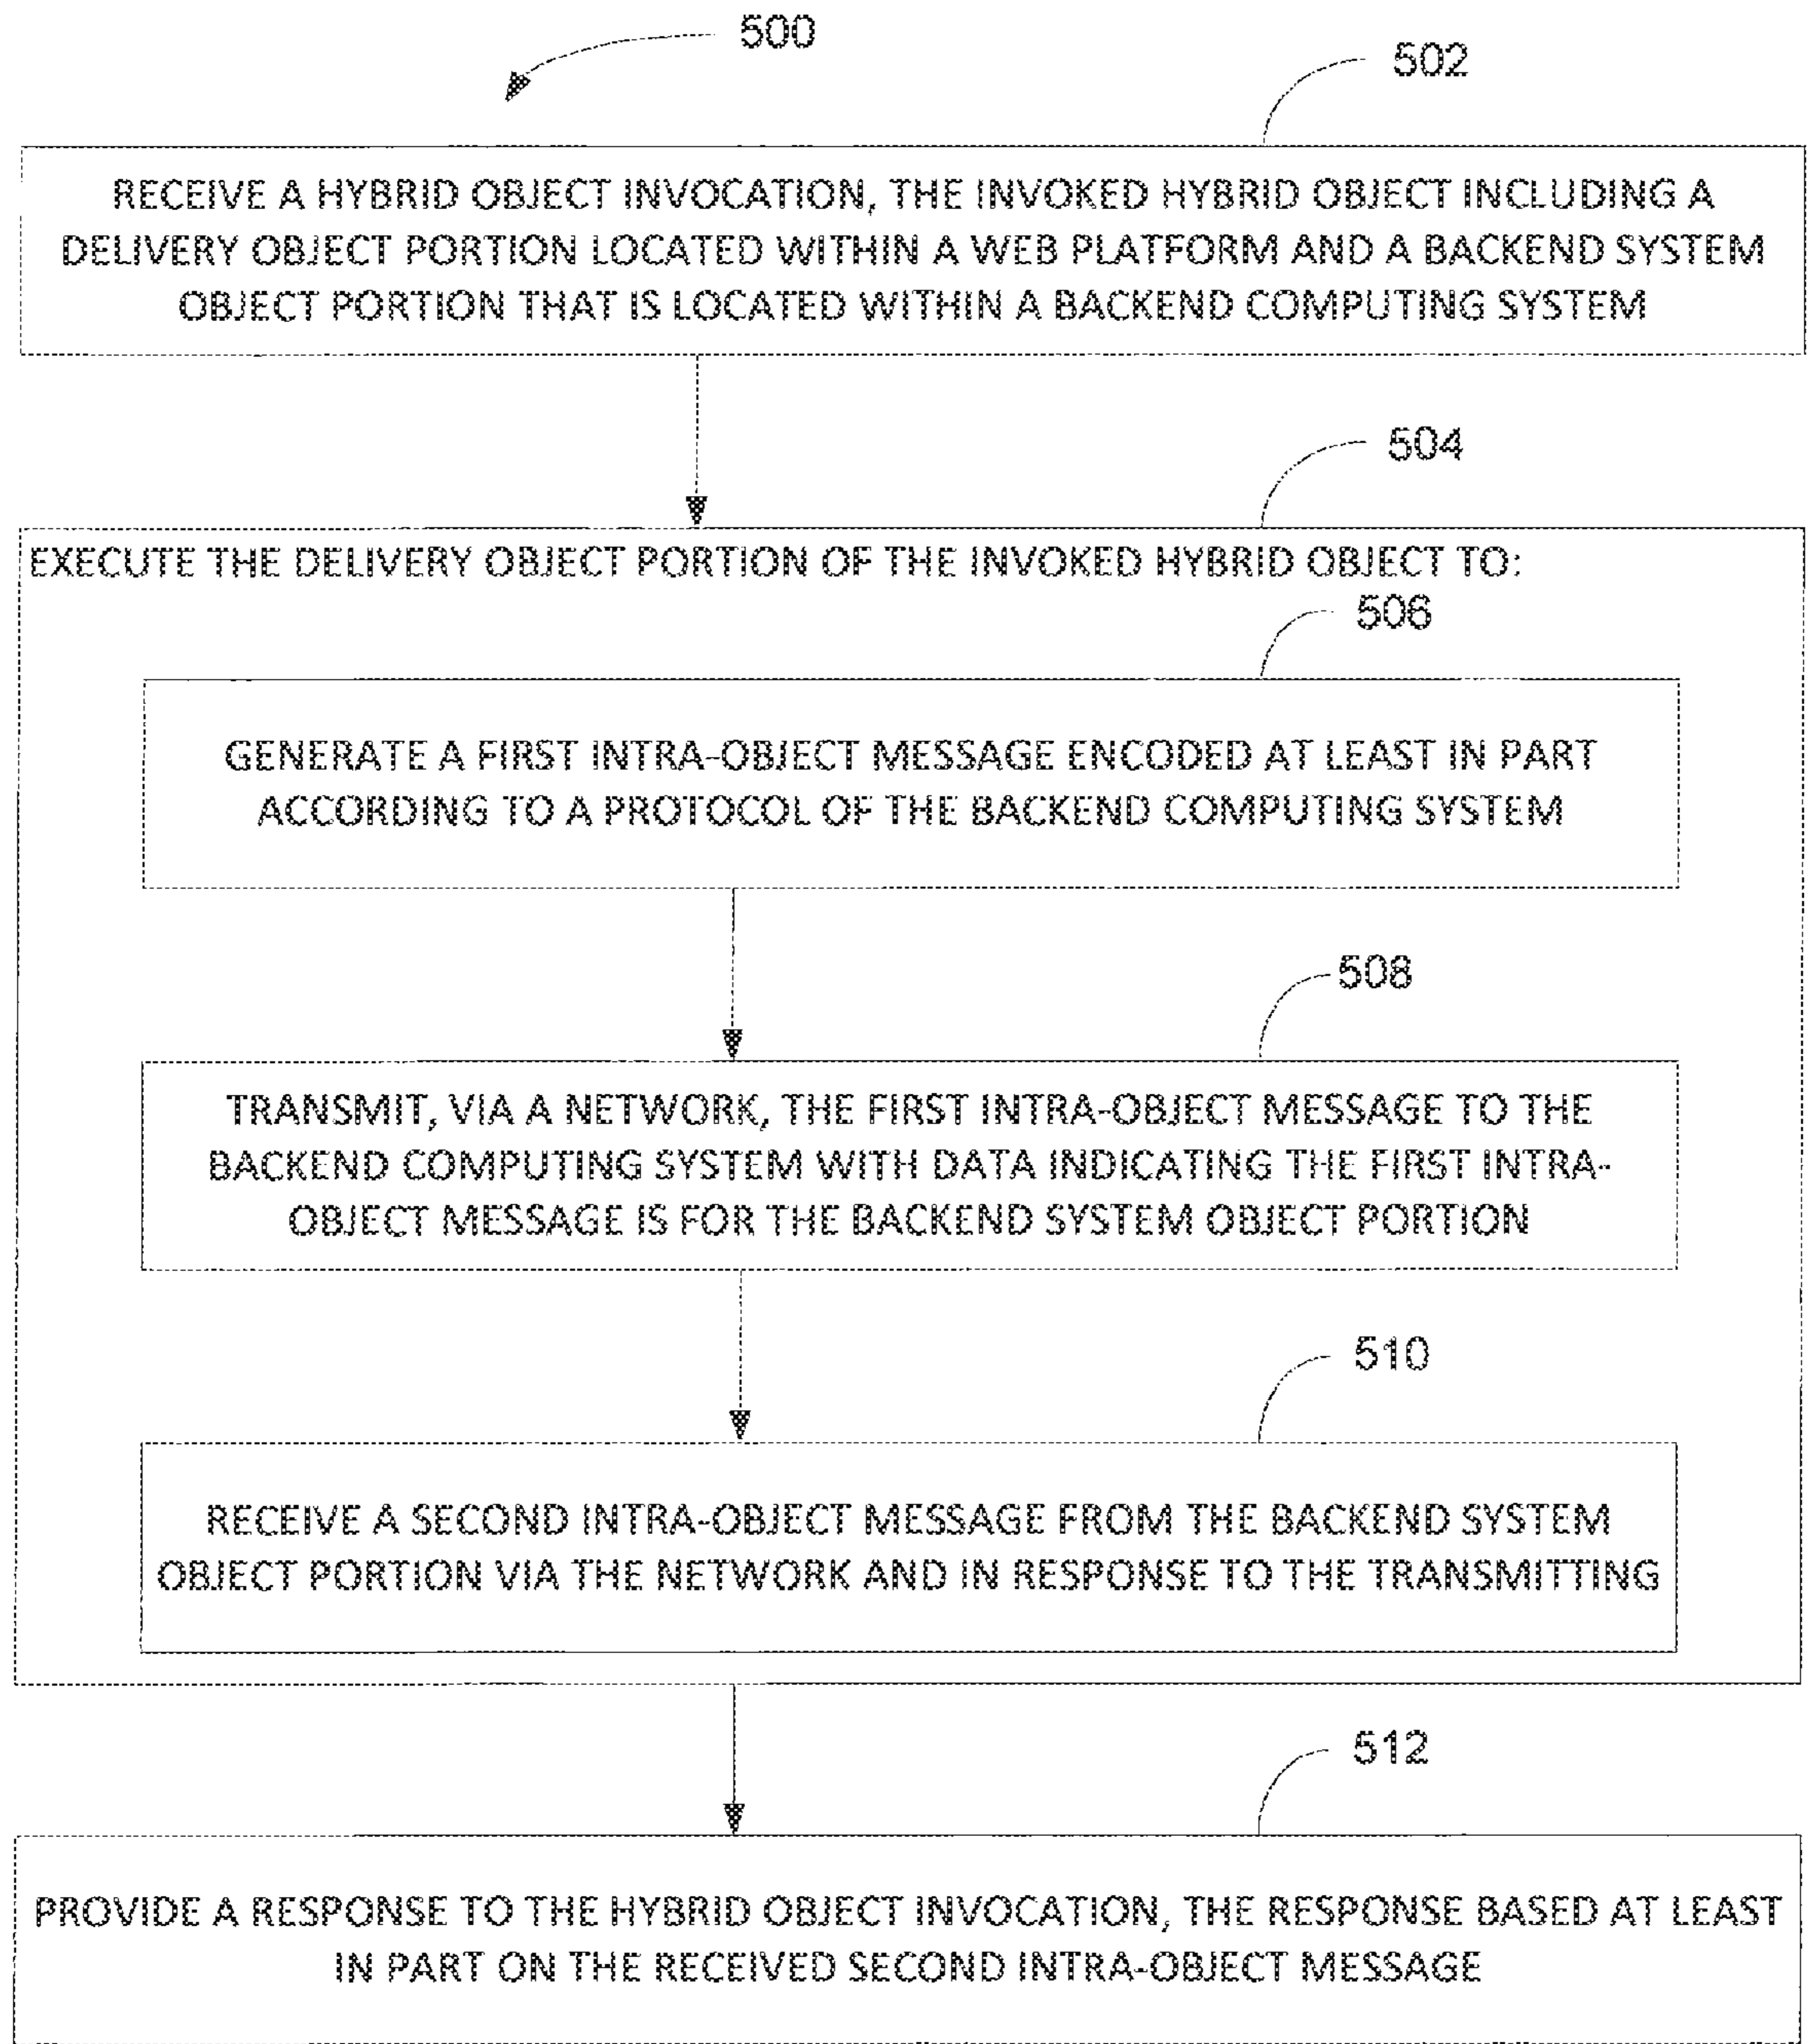 500
502
RECEIVE A HYBRID OBJECT INVOCATION, THE INVOKED HYBRID OBJECT INCLUDING A
DELIVERY OBJECT PORTION LOCATED WITHIN A WEB PLATFORM AND A BACKEND SYSTEM
OBJECT PORTION THAT IS LOCATED WITHIN A BACKEND COMPUTING SYSTEM
504
EXECUTE THE DELIVERY OBJECT PORTION OF THE INVOKED HYBRID OBJECT TO:
506
GENERATE A FIRST INTRA-OBJECT MESSAGE ENCODED AT LEAST IN PART
ACCORDING TO A PROTOCOL OF THE BACKEND COMPUTING SYSTEM
508
TRANSMIT, VIA A NETWORK, THE FIRST INTRA-OBJECT MESSAGE TO THE
BACKEND COMPUTING SYSTEM WITH DATA INDICATING THE FIRST INTRA-
OBJECT MESSAGE IS FOR THE BACKEND SYSTEM OBJECT PORTION
510
RECEIVE A SECOND INTRA-OBJECT MESSAGE FROM THE BACKEND SYSTEM
OBJECT PORTION VIA THE NETWORK AND IN RESPONSE TO THE TRANSMITTING
512
PROVIDE A RESPONSE TO THE HYBRID OBJECT INVOCATION, THE RESPONSE BASED AT LEAST
IN PART ON THE RECEIVED SECOND INTRA-OBJECT MESSAGE